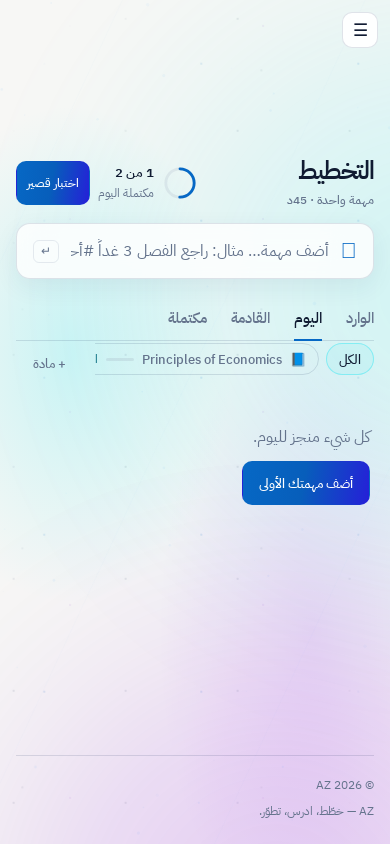 التخطيط
مهمة واحدة · 45د
1 من 2
مكتملة اليوم
اختبار قصير
أضف مهمة... مثال: راجع الفصل 3 غداً #أح
الوارد
اليوم
القادمة
مكتملة
الكل
Principles of Economics
+ مادة
كل شيء منجز لليوم.
أضف مهمتك الأولى
© 2026 AZ
AZ — خطّط، ادرس، تطوّر.